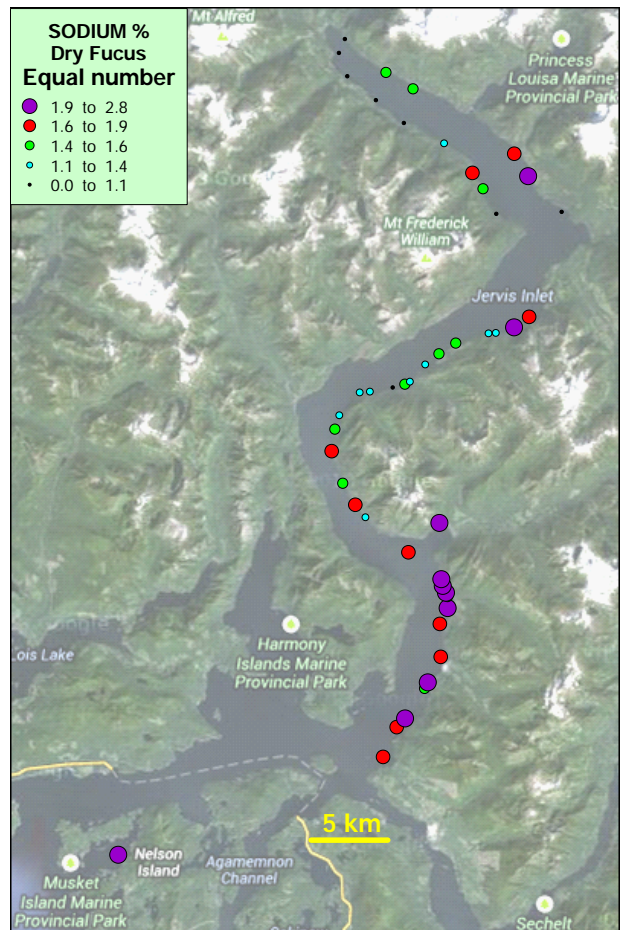 SODIUM %
Dry Fucus
Equal number
1.9 to 2.8
1.6 to 1.9
1.4 to 1.6
1.1 to 1.4
0.0 to 1.1
Mt Alfred
Princess
Louisa Marine
Provincial Park
Mt Frederick
William
Jervis Inlet
Lois Lake
Harmony
Islands Marine
Provincial Park
5 km
Nelson
Island
Agamemnon
Channel
Musket
Island Marine
Provincial Park
Sechelt